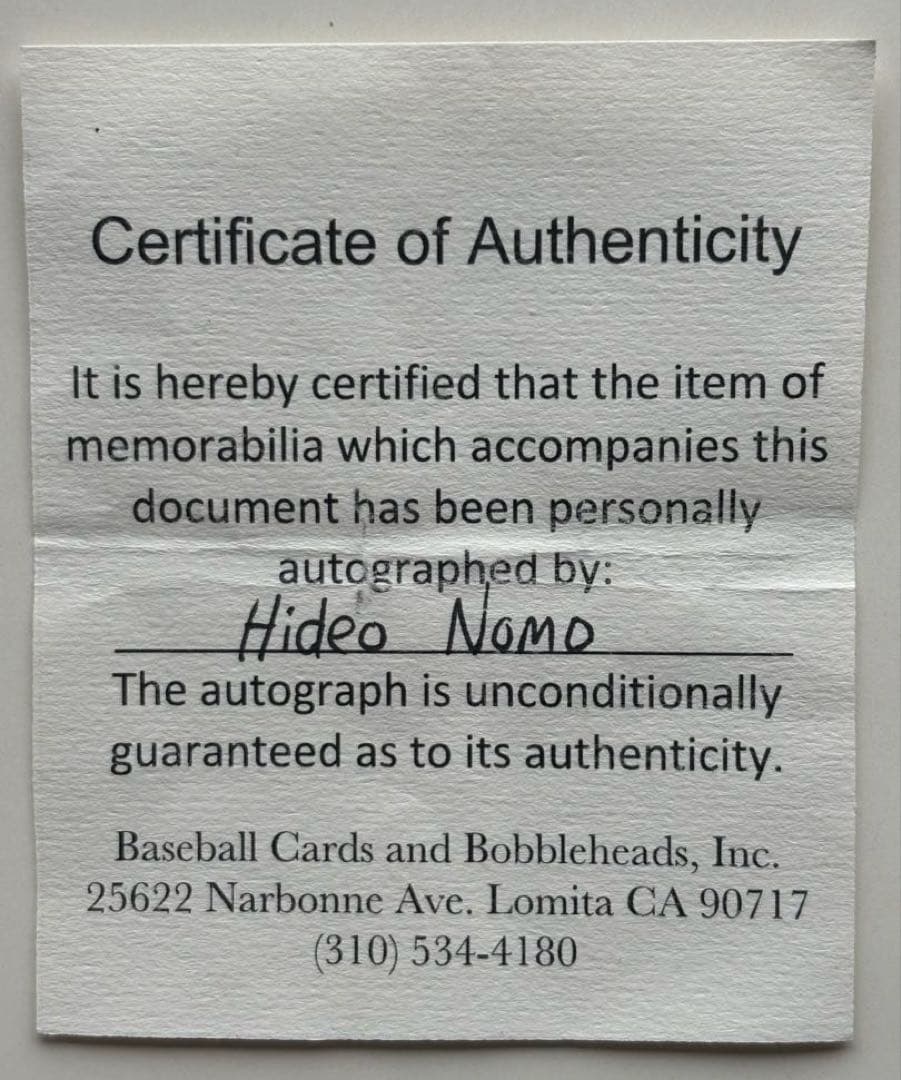 Certificate of Authenticity
It is hereby certified that the item of
memorabilia which accompanies this
document has been personally
autographed by:
Hideo Nomo
The autograph is unconditionally
guaranteed as to its authenticity.
Baseball Cards and Bobbleheads, Inc.
25622 Narbonne Ave. Lomita CA 90717
(310) 534-4180